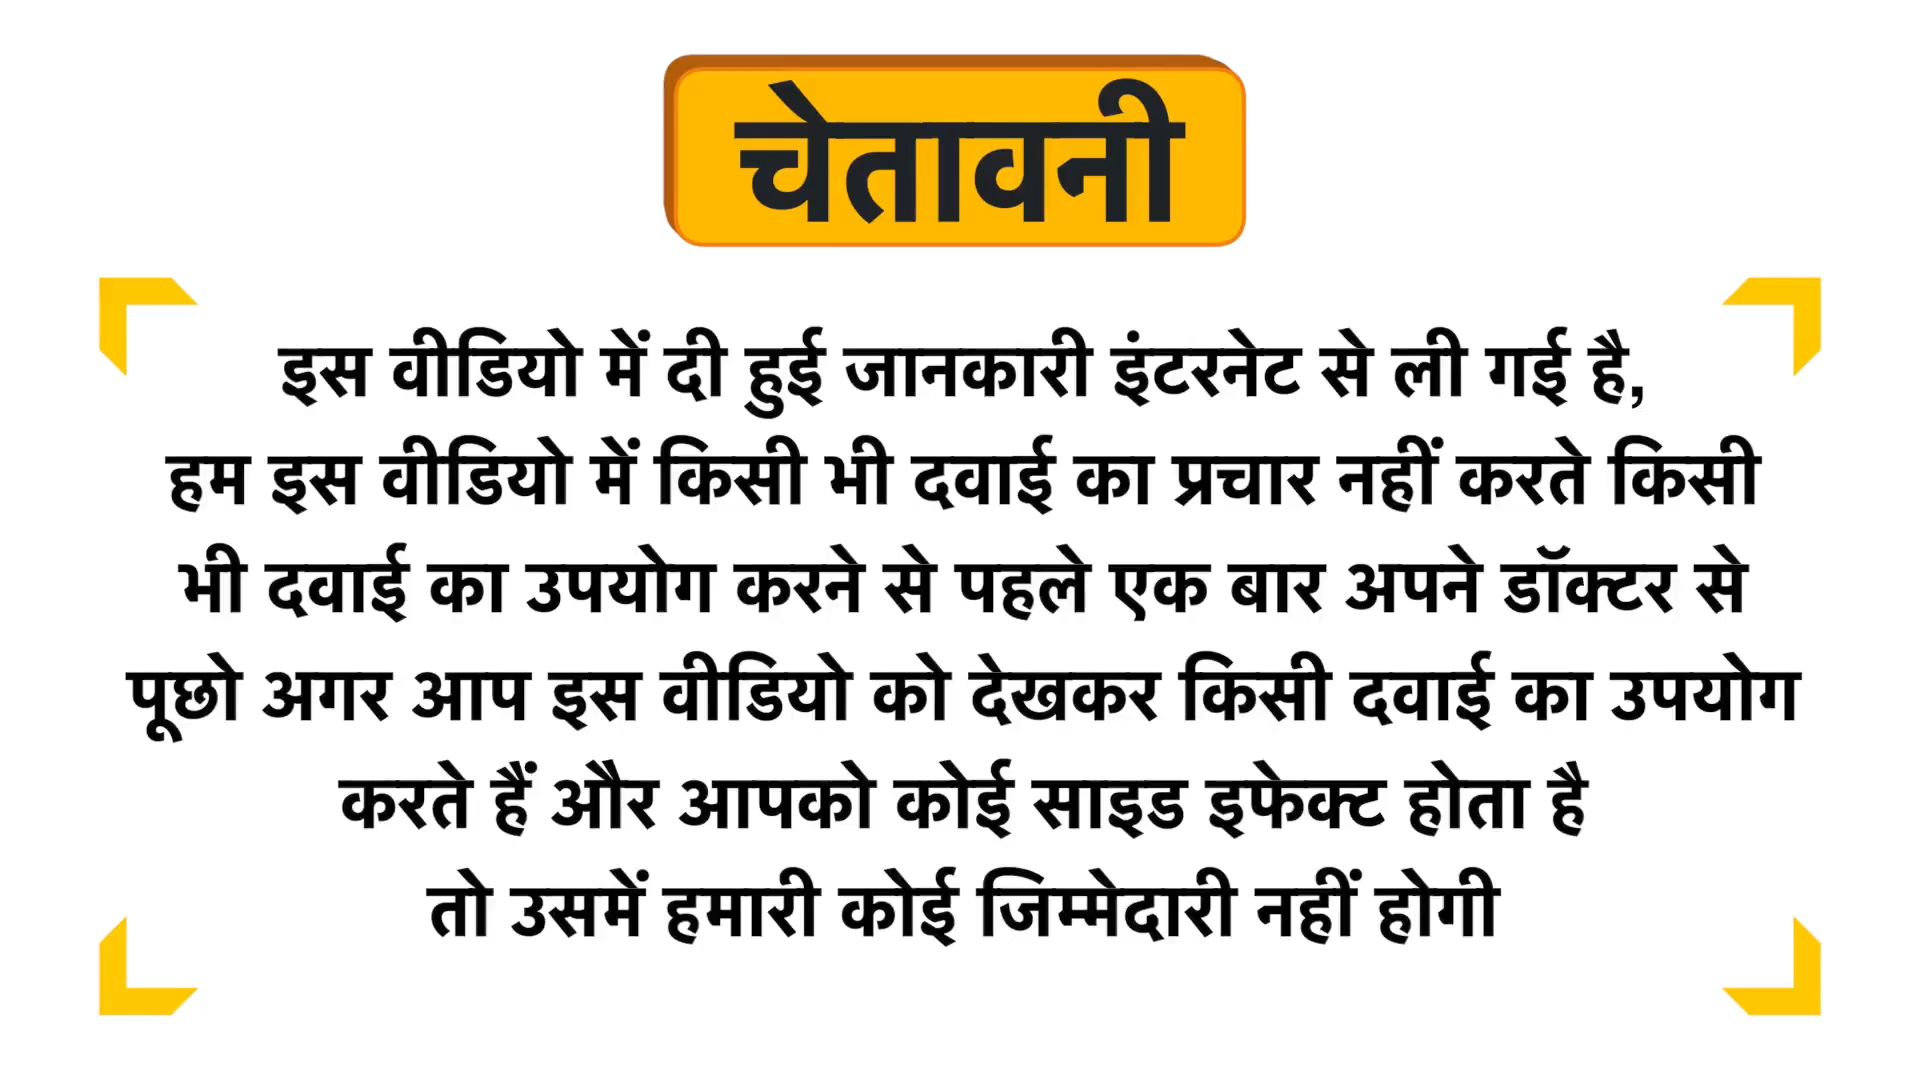 चेतावनी
इस वीडियो में दी हुई जानकारी इंटरनेट से ली गई है,
हम इस वीडियो में किसी भी दवाई का प्रचार नहीं करते किसी
भी दवाई का उपयोग करने से पहले एक बार अपने डॉक्टर से
पूछो अगर आप इस वीडियो को देखकर किसी दवाई का उपयोग
करते हैं और आपको कोई साइड इफेक्ट होता है
तो उसमें हमारी कोई जिम्मेदारी नहीं होगी